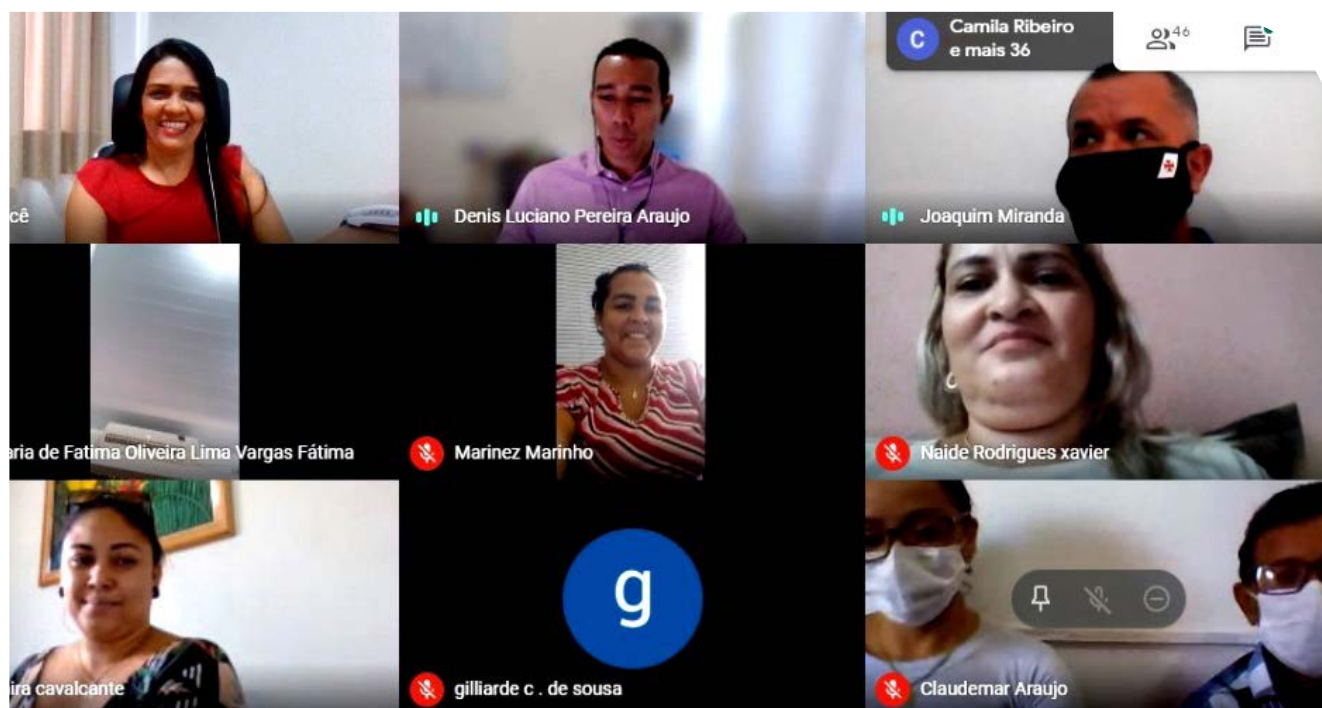 C
Camila Ribeiro
e mais 36
46
cê
Denis Luciano Pereira Araujo
Joaquim Miranda
aria de Fatima Oliveira Lima Vargas Fátima
Marinez Marinho
Naide Rodrigues xavier
ira cavalcante
g
gilliarde c . de sousa
Claudemar Araujo